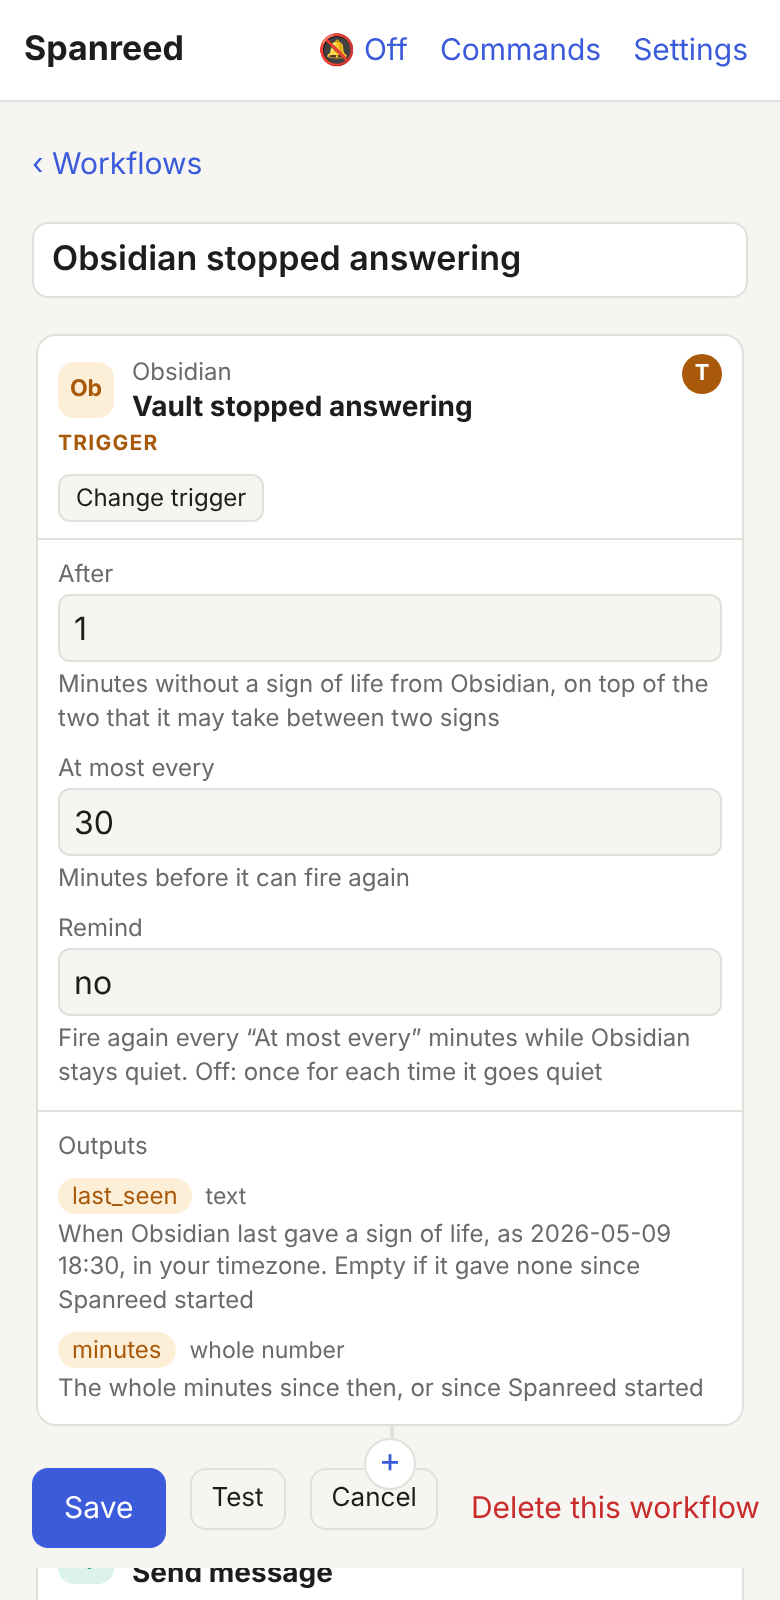 Spanreed
Off
Commands
Settings
‹ Workflows
Obsidian stopped answering
Ob
Obsidian
Vault stopped answering
T
TRIGGER
Change trigger
After
1
Minutes without a sign of life from Obsidian, on top of the
two that it may take between two signs
At most every
30
Minutes before it can fire again
Remind
no
Fire again every “At most every” minutes while Obsidian
stays quiet. Off: once for each time it goes quiet
Outputs
last_seen text
When Obsidian last gave a sign of life, as 2026-05-09
18:30, in your timezone. Empty if it gave none since
Spanreed started
minutes whole number
The whole minutes since then, or since Spanreed started
+
Save
Test
Cancel
Delete this workflow
Send message